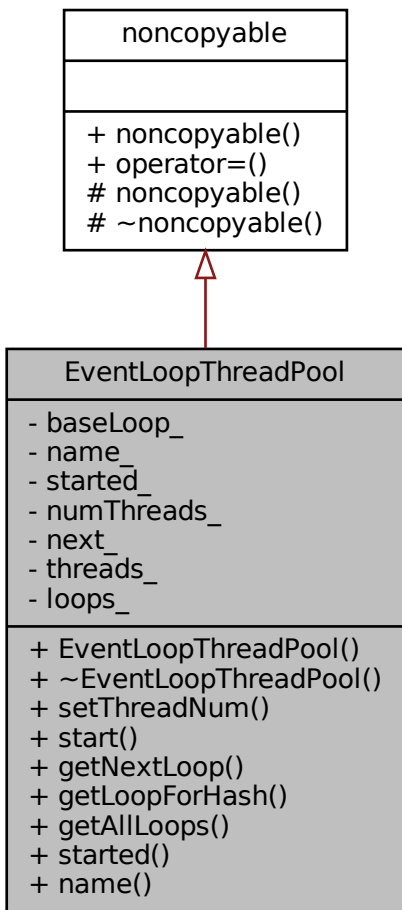 noncopyable
+ noncopyable()
+ operator=()
# noncopyable()
# ~noncopyable()
EventLoopThreadPool
- baseLoop_
- name_
- started_
- numThreads_
- next_
- threads_
- loops_
+ EventLoopThreadPool()
+ ~EventLoopThreadPool()
+ setThreadNum()
+ start()
+ getNextLoop()
+ getLoopForHash()
+ getAllLoops()
+ started()
+ name()